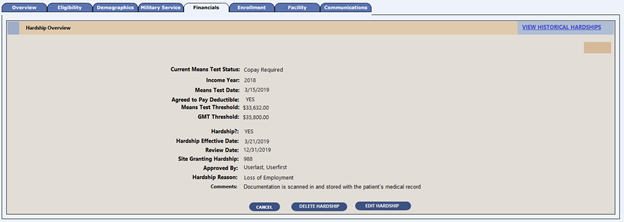 Overview Eligibility Demographics Military Service Financials Enrollment Facility Communications
Hardship Overview VIEW HISTORICAL HARDSHIPS
Current Means Test Status: Copay Required
Income Year: 2018
Means Test Date: 3/15/2019
Agreed to Pay Deductible: YES
Means Test Threshold: $33,632.00
GMT Threshold: $35,800.00
Hardship?: YES
Hardship Effective Date: 3/21/2019
Review Date: 12/31/2019
Site Granting Hardship: 988
Approved By: Userlast, Userfirst
Hardship Reason: Loss of Employment
Comments: Documentation is scanned in and stored with the patient's medical record
CANCEL DELETE HARDSHIP EDIT HARDSHIP